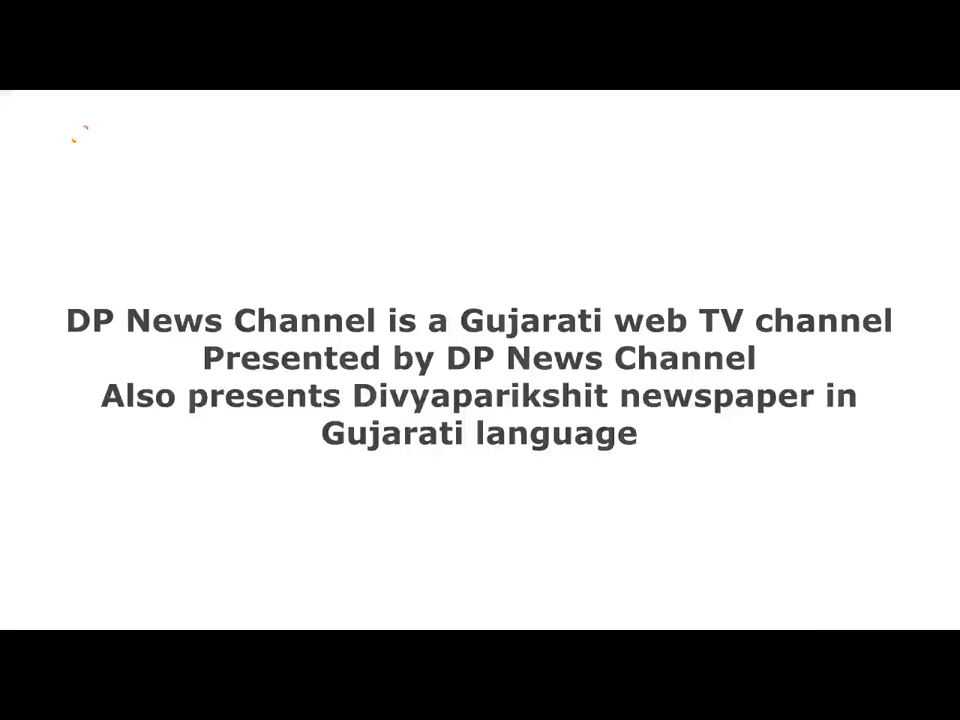 DP News Channel is a Gujarati web TV channel
Presented by DP News Channel
Also presents Divyaparikshit newspaper in
Gujarati language